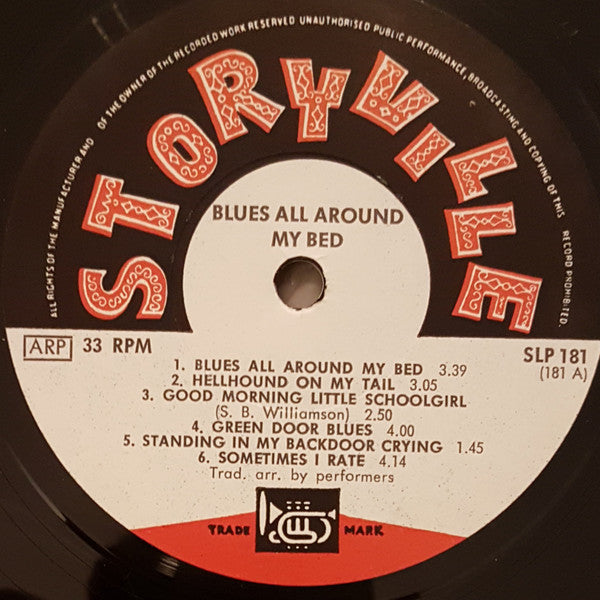 ALL RIGHTS OF THE MANUFACTURER AND OF THE OWNER OF THE RECORDED WORK RESERVED UNAUTHORISED PUBLIC PERFORMANCE, BROADCASTING AND COPYING OF THIS RECORD PROHIBITED.
STORYVILLE
BLUES ALL AROUND
MY BED
ARP 33 RPM
SLP 181
(181 A)
1. BLUES ALL AROUND MY BED 3.39
2. HELLHOUND ON MY TAIL 3.05
3. GOOD MORNING LITTLE SCHOOLGIRL
(S. B. Williamson) 2.50
4. GREEN DOOR BLUES 4.00
5. STANDING IN MY BACKDOOR CRYING 1.45
6. SOMETIMES I RATE 4.14
Trad. arr. by performers
TRADE MARK